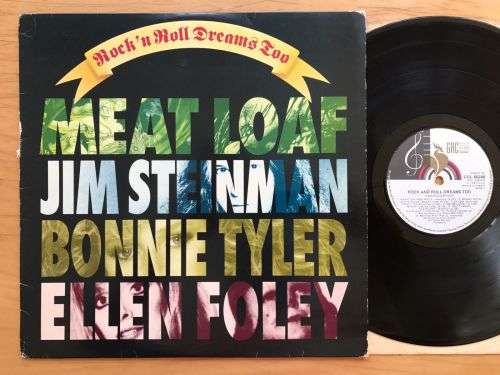 Rock'n Roll Dreams Too
MEAT LOAF
JIM STEINMAN
BONNIE TYLER
ELLEN FOLEY
ROCK AND ROLL DREAMS TOO